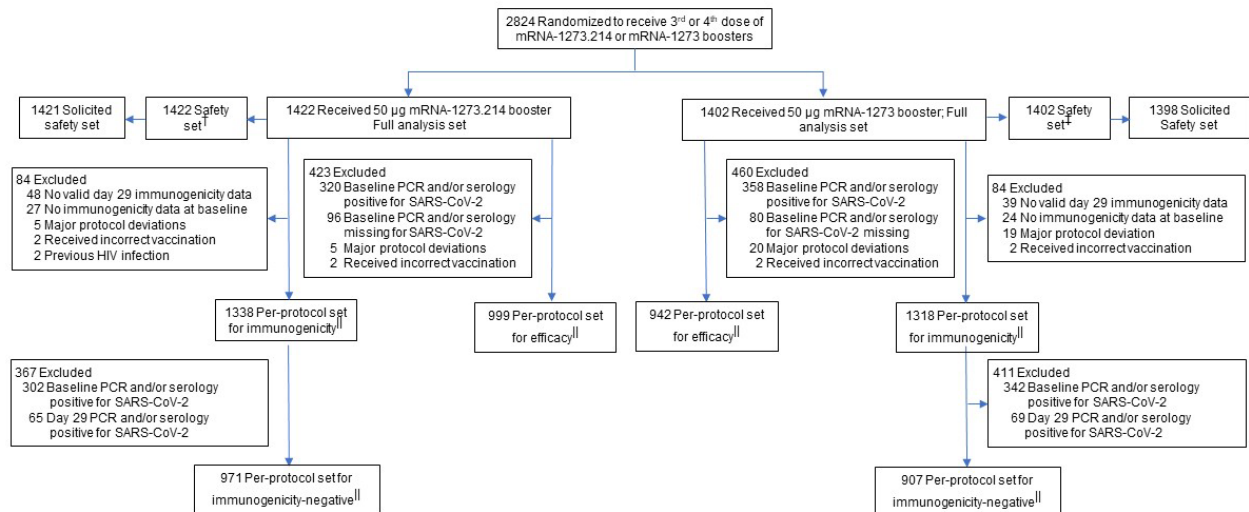 2824 Randomized to receive 3rd or 4th dose of
mRNA-1273.214 or mRNA-1273 boosters
1421 Solicited
safety set
1422 Safety
set†
1422 Received 50 µg mRNA-1273.214 booster
Full analysis set
1402 Received 50 µg mRNA-1273 booster; Full
analysis set
1402 Safety
set‡
1398 Solicited
Safety set
84 Excluded
48 No valid day 29 immunogenicity data
27 No immunogenicity data at baseline
5 Major protocol deviations
2 Received incorrect vaccination
2 Previous HIV infection
423 Excluded
320 Baseline PCR and/or serology
positive for SARS-CoV-2
96 Baseline PCR and/or serology
missing for SARS-CoV-2
5 Major protocol deviations
2 Received incorrect vaccination
460 Excluded
358 Baseline PCR and/or serology
positive for SARS-CoV-2
80 Baseline PCR and/or serology
for SARS-CoV-2 missing
20 Major protocol deviations
2 Received incorrect vaccination
84 Excluded
39 No valid day 29 immunogenicity data
24 No immunogenicity data at baseline
19 Major protocol deviation
2 Received incorrect vaccination
1338 Per-protocol set
for immunogenicity||
999 Per-protocol set
for efficacy||
942 Per-protocol set
for efficacy||
1318 Per-protocol set
for immunogenicity||
367 Excluded
302 Baseline PCR and/or serology
positive for SARS-CoV-2
65 Day 29 PCR and/or serology
positive for SARS-CoV-2
411 Excluded
342 Baseline PCR and/or serology
positive for SARS-CoV-2
69 Day 29 PCR and/or serology
positive for SARS-CoV-2
971 Per-protocol set for
immunogenicity-negative||
907 Per-protocol set for
immunogenicity-negative||